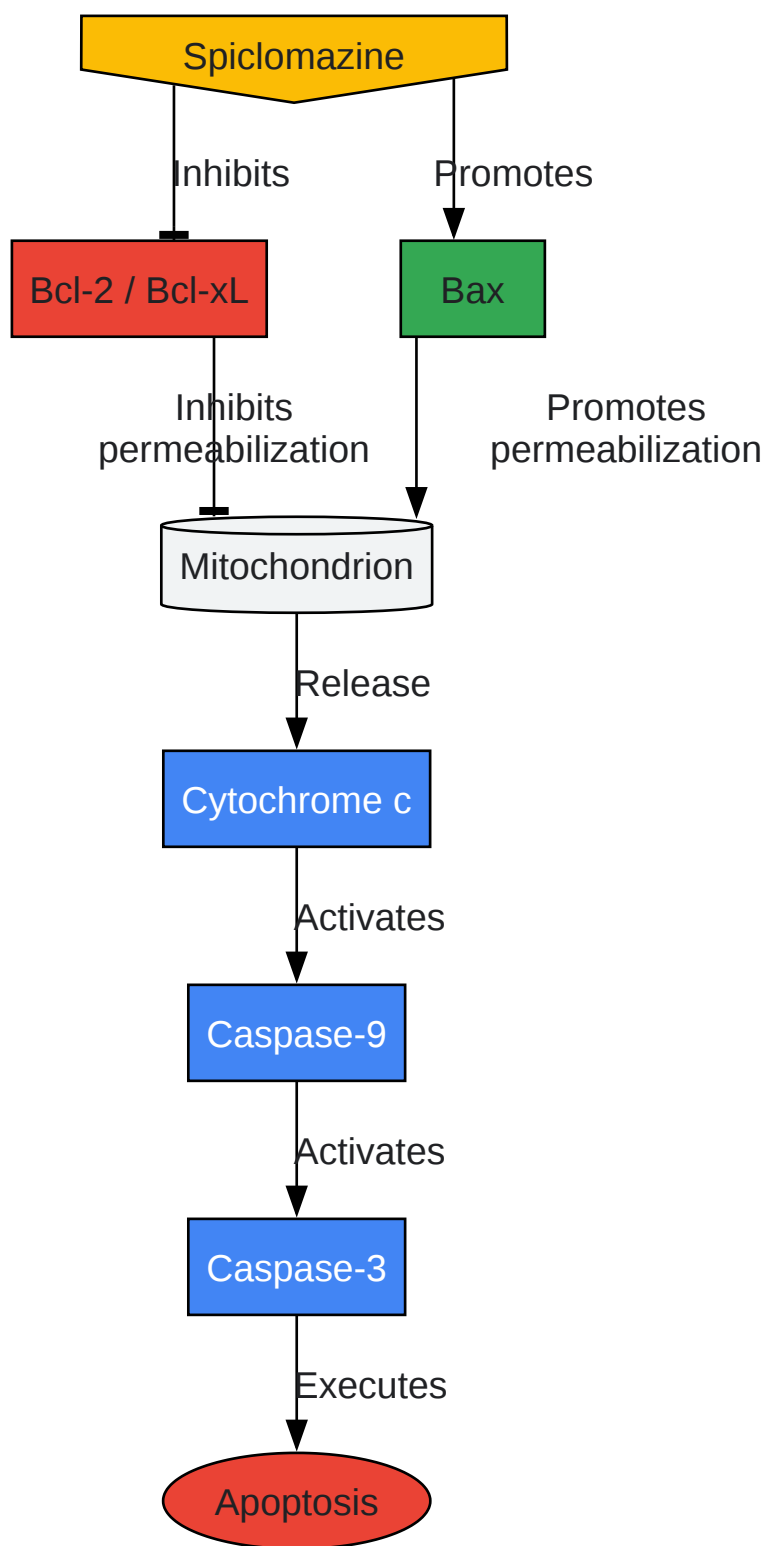 Spiclomazine
Inhibits
Promotes
Bcl-2 / Bcl-xL
Bax
Inhibits
permeabilization
Promotes
permeabilization
Mitochondrion
Release
Cytochrome c
Activates
Caspase-9
Activates
Caspase-3
Executes
Apoptosis